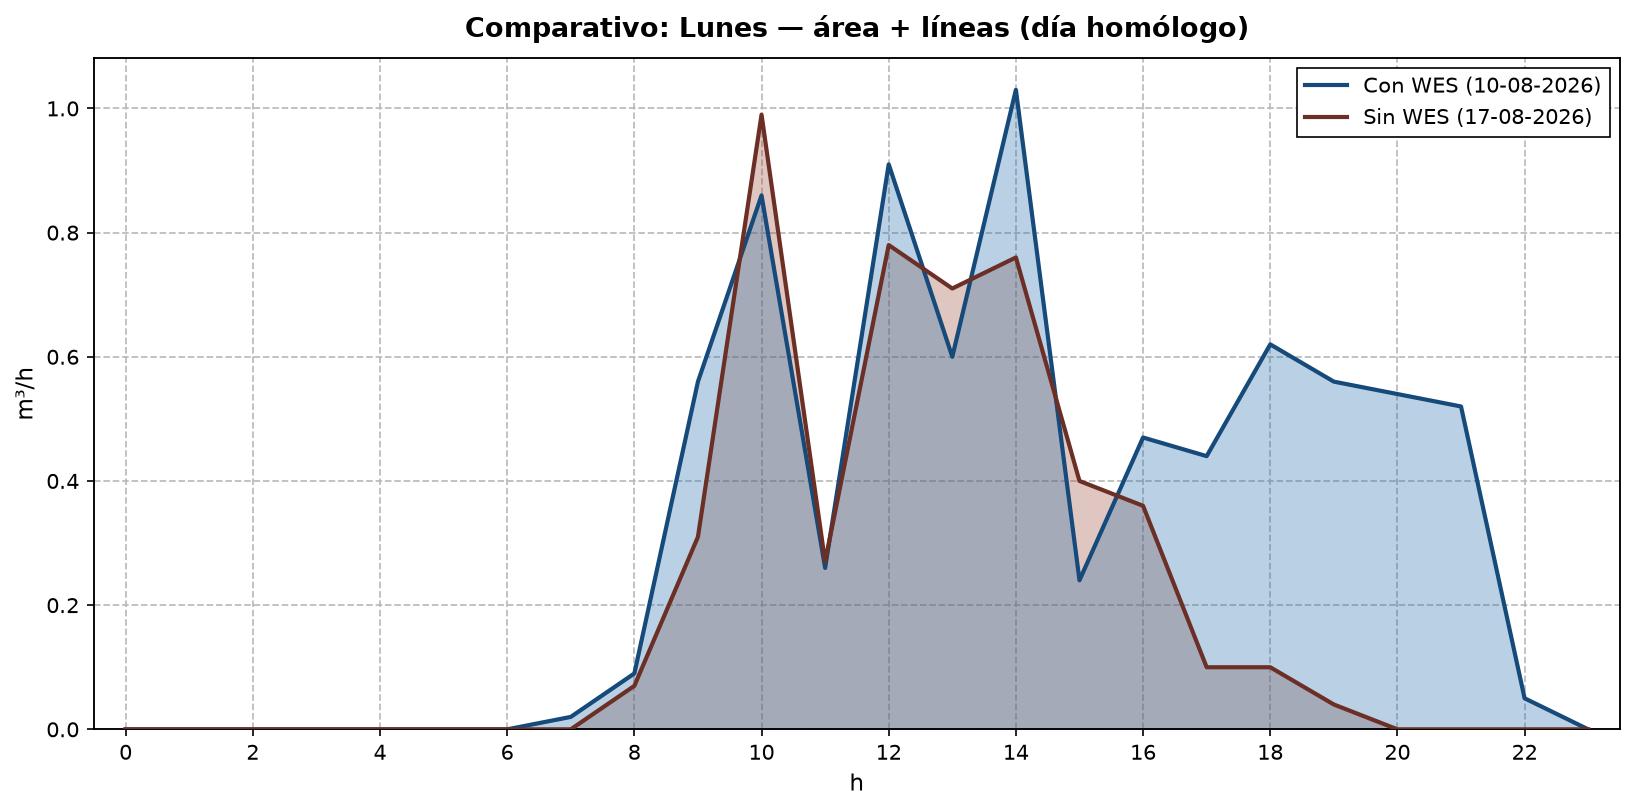 Comparativo: Lunes — área + líneas (día homólogo)
Con WES (10-08-2026)
Sin WES (17-08-2026)
m³/h
1.0
0.8
0.6
0.4
0.2
0.0
0 2 4 6 8 10 12 14 16 18 20 22
h